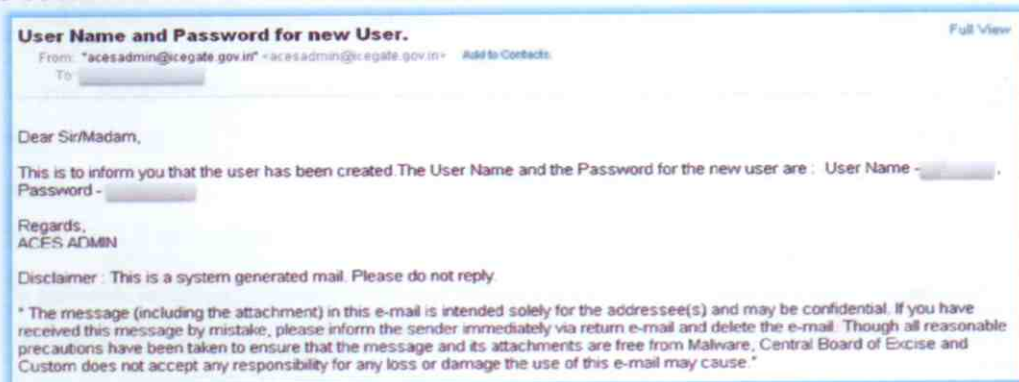 User Name and Password for new User.
Full View
From: "acesadmin@icegate.gov.in" <acesadmin@icegate.gov.in> Add to Contacts
To:
Dear Sir/Madam,
This is to inform you that the user has been created.The User Name and the Password for the new user are : User Name - ,
Password -
Regards,
ACES ADMIN
Disclaimer : This is a system generated mail. Please do not reply.
" The message (including the attachment) in this e-mail is intended solely for the addressee(s) and may be confidential. If you have
received this message by mistake, please inform the sender immediately via return e-mail and delete the e-mail. Though all reasonable
precautions have been taken to ensure that the message and its attachments are free from Malware, Central Board of Excise and
Custom does not accept any responsibility for any loss or damage the use of this e-mail may cause."